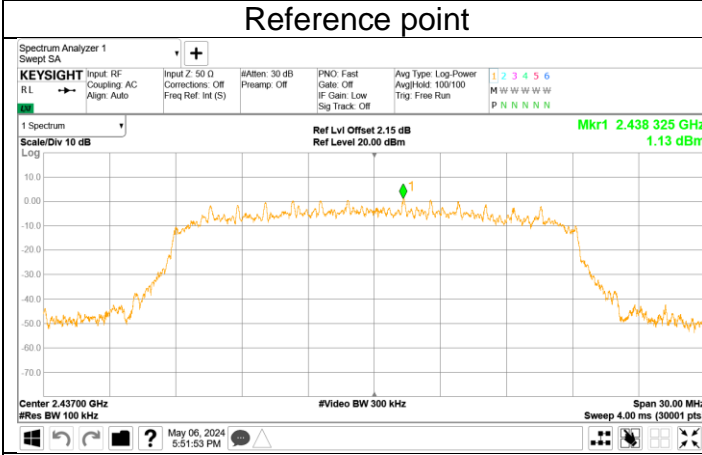 Reference point
Spectrum Analyzer 1
Swept SA
+
KEYSIGHT Input: RF Input Z: 50 Ω #Atten: 30 dB PNO: Fast Avg Type: Log-Power 1 2 3 4 5 6
R L Coupling: AC Corrections: Off Preamp: Off Gate: Off Avg|Hold: 100/100 M W W W W W
Align: Auto Freq Ref: Int (S) IF Gain: Low Trig: Free Run
Sig Track: Off P N N N N N
1 Spectrum Ref Lvl Offset 2.15 dB Mkr1 2.438 325 GHz
Scale/Div 10 dB Ref Level 20.00 dBm 1.13 dBm
Log
10.0
1
0.00
-10.0
-20.0
-30.0
-40.0
-50.0
-60.0
-70.0
Center 2.43700 GHz #Video BW 300 kHz Span 30.00 MHz
#Res BW 100 kHz Sweep 4.00 ms (30001 pts
? May 06, 2024
5:51:53 PM